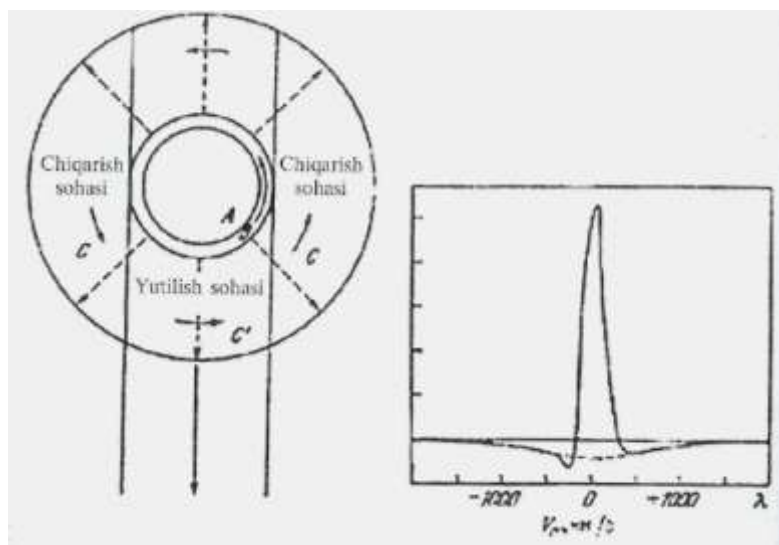 Chiqarish
sohasi
Chiqarish
sohasi
A
B
C
C
Yutilish sohasi
C'
-1000 0 +1000 λ